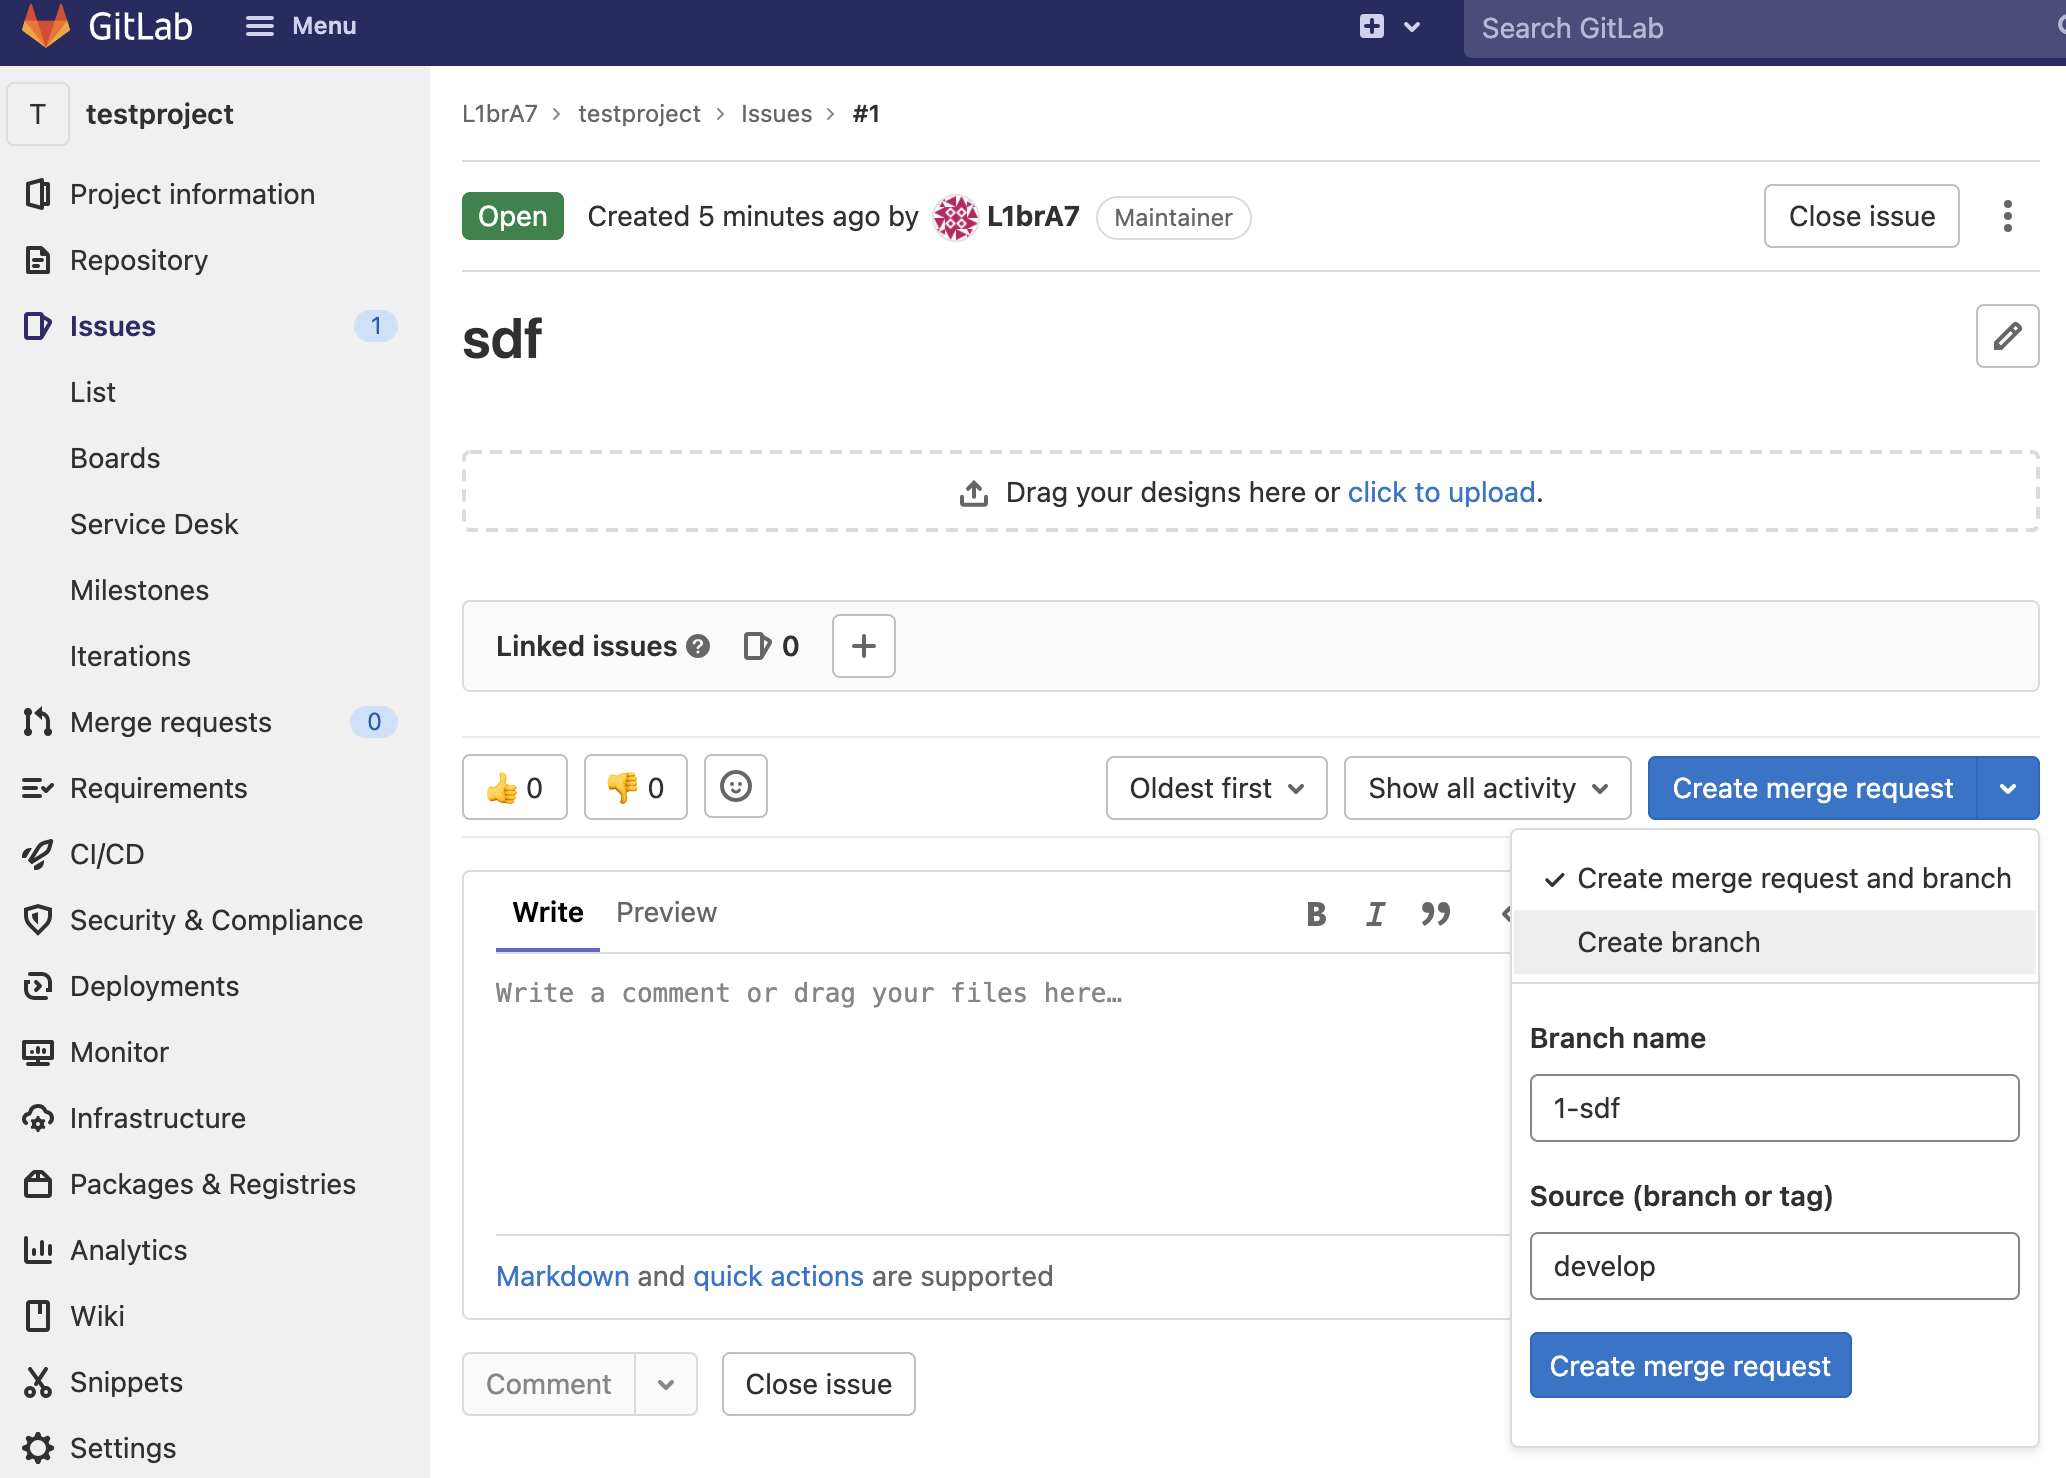 GitLab Menu Search GitLab
T testproject
Project information
Repository
Issues 1
List
Boards
Service Desk
Milestones
Iterations
Merge requests 0
Requirements
CI/CD
Security & Compliance
Deployments
Monitor
Infrastructure
Packages & Registries
Analytics
Wiki
Snippets
Settings
L1brA7 › testproject › Issues › #1
Open Created 5 minutes ago by L1brA7 Maintainer Close issue
sdf
Drag your designs here or click to upload.
Linked issues ? 0 +
👍 0 👎 0 Oldest first Show all activity Create merge request
Create merge request and branch
Create branch
Branch name
1-sdf
Source (branch or tag)
develop
Create merge request
Write Preview B I
Write a comment or drag your files here…
Markdown and quick actions are supported
Comment Close issue